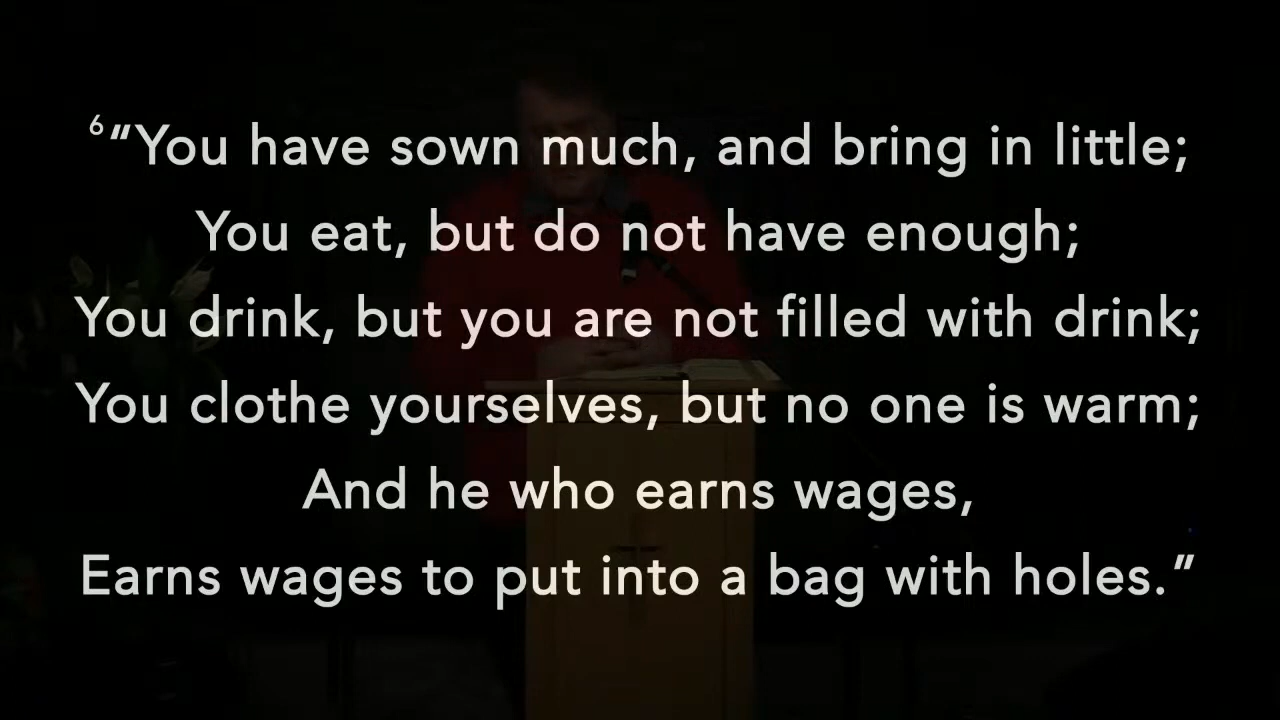 6“You have sown much, and bring in little;
You eat, but do not have enough;
You drink, but you are not filled with drink;
You clothe yourselves, but no one is warm;
And he who earns wages,
Earns wages to put into a bag with holes.”